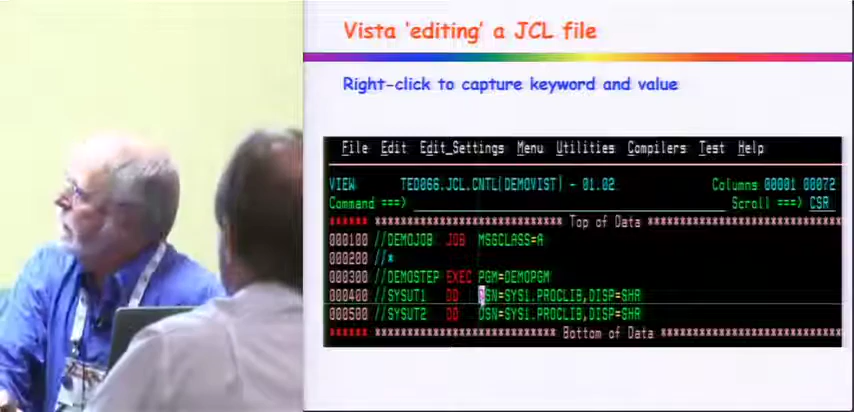 Vista 'editing' a JCL file
Right-click to capture keyword and value
File Edit Edit_Settings Menu Utilities Compilers Test Help
VIEW TED066.JCL.CNTL(DEMOVIST) - 01.02 Columns 00001 00072
Command ===> Scroll ===> CSR
****** *************************** Top of Data ***************************
000100 //DEMOJOB JOB MSGCLASS=A
000200 //*
000300 //DEMOSTEP EXEC PGM=DEMOPGM
000400 //SYSUT1 DD DSN=SYS1.PROCLIB,DISP=SHR
000500 //SYSUT2 DD DSN=SYS1.PROCLIB,DISP=SHR
****** ************************** Bottom of Data **************************